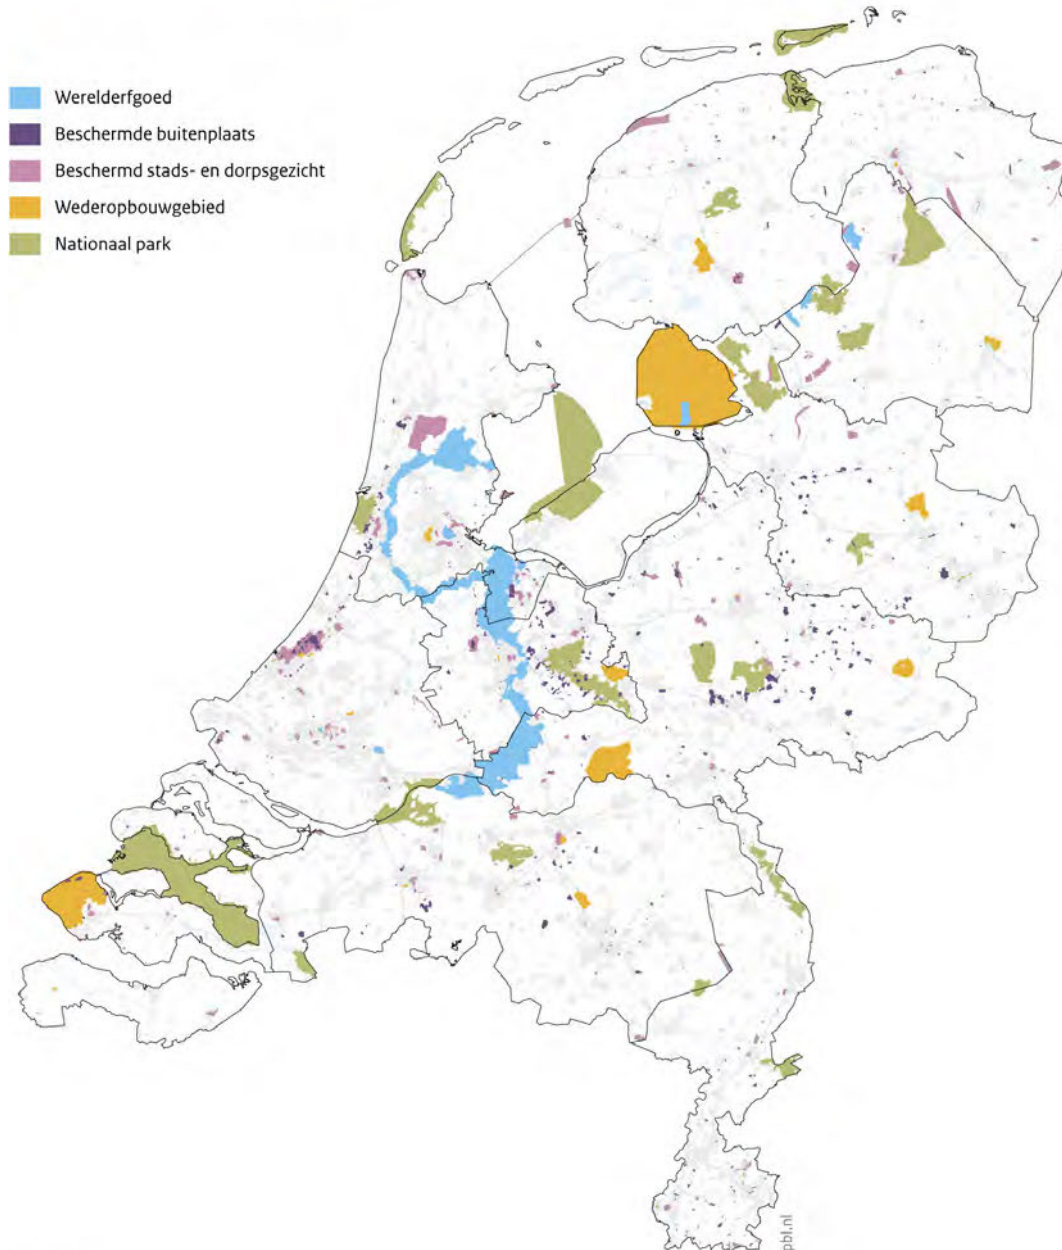 Werelderfgoed
Beschermde buitenplaats
Beschermd stads- en dorpsgezicht
Wederopbouwgebied
Nationaal park
pbl.nl